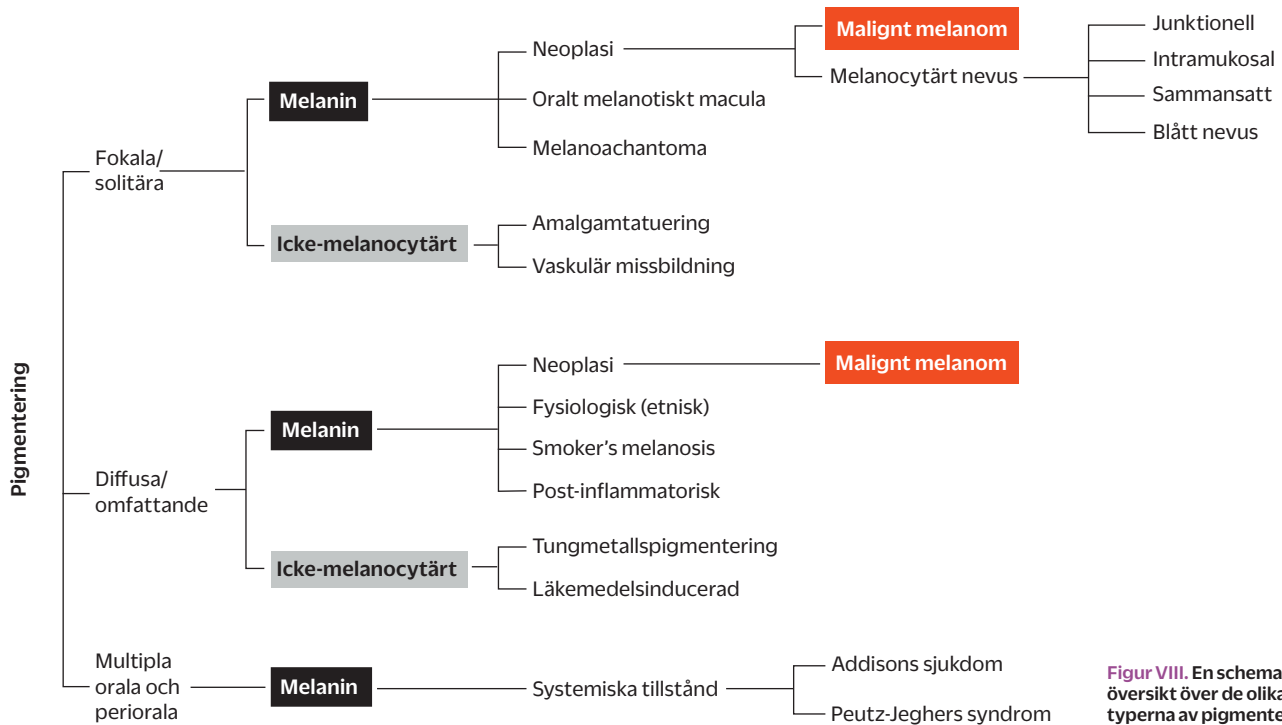 Pigmentering
Fokala/
solitära
Melanin
Neoplasi
Malignt melanom
Melanocytärt nevus
Junktionell
Intramukosal
Sammansatt
Blått nevus
Oralt melanotiskt macula
Melanoachantoma
Icke-melanocytärt
Amalgamtatuering
Vaskulär missbildning
Diffusa/
omfattande
Melanin
Neoplasi
Malignt melanom
Fysiologisk (etnisk)
Smoker's melanosis
Post-inflammatorisk
Icke-melanocytärt
Tungmetallspigmentering
Läkemedelsinducerad
Multipla
orala och
periorala
Melanin
Systemiska tillstånd
Addisons sjukdom
Peutz-Jeghers syndrom
Figur VIII. En schema
översikt över de olika
typerna av pigmente